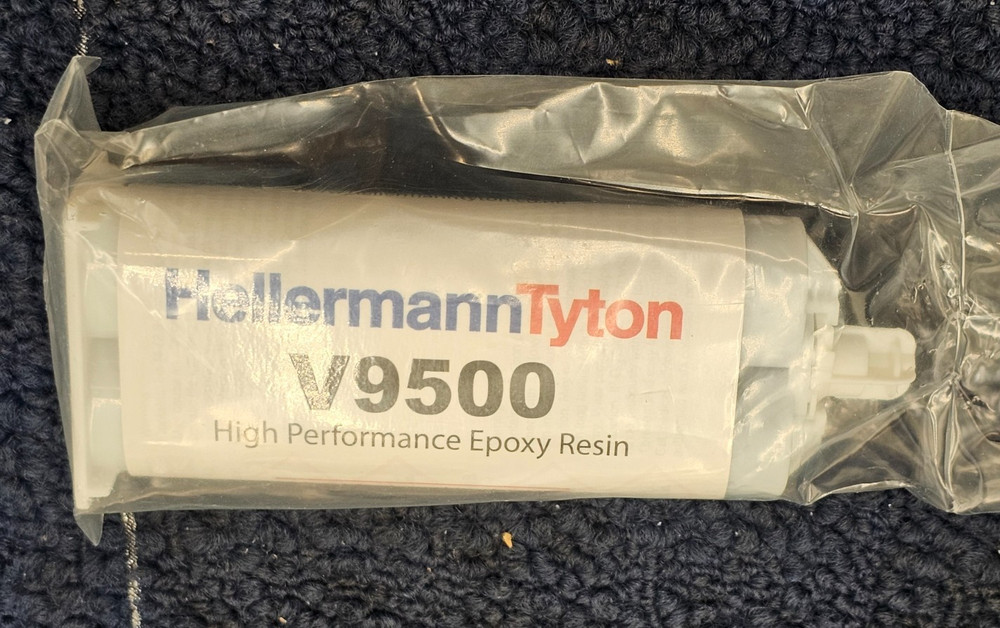 HellermannTyton
V9500
High Performance Epoxy Resin